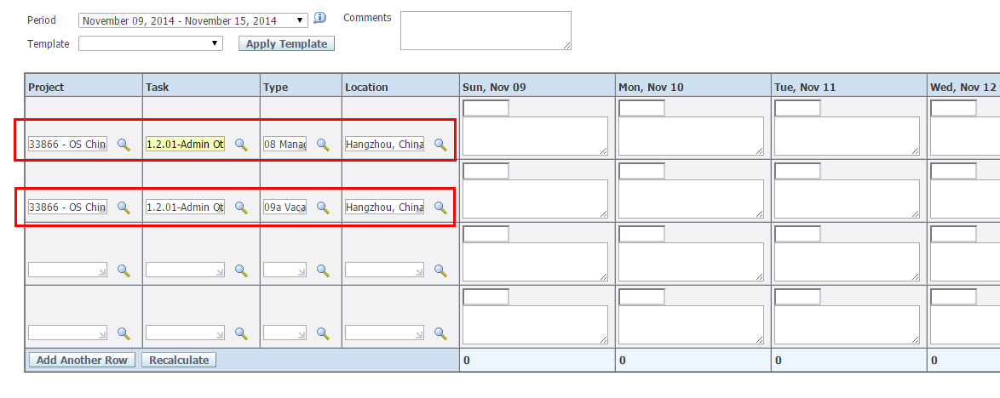 Period November 09, 2014 - November 15, 2014 Comments
Template Apply Template
Project Task Type Location Sun, Nov 09 Mon, Nov 10 Tue, Nov 11 Wed, Nov 12
33866 - OS Chin 1.2.01-Admin Ot 08 Manag Hangzhou, China
33866 - OS Chin 1.2.01-Admin Ot 09a Vaca Hangzhou, China
Add Another Row Recalculate 0 0 0 0